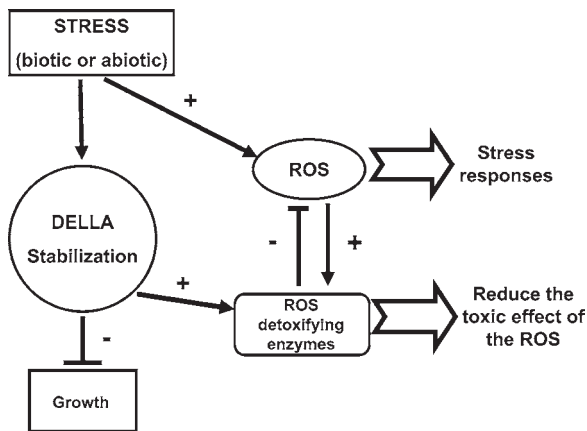 STRESS
(biotic or abiotic)
+
ROS
Stress
responses
DELLA
Stabilization
-
+
+
ROS
detoxifying
enzymes
Reduce the
toxic effect of
the ROS
-
Growth